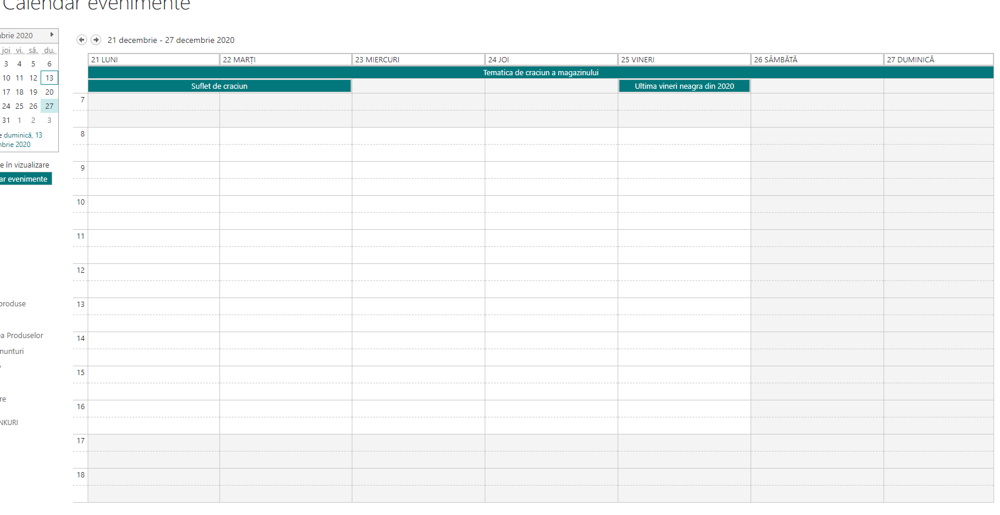 Calendar evenimente
brie 2020
joi vi. sâ. du.
3 4 5 6
10 11 12 13
17 18 19 20
24 25 26 27
31 1 2 3
e duminică, 13
brie 2020
e în vizualizare
ar evenimente
produse
a Produselor
nunturi
re
NKURI
21 decembrie - 27 decembrie 2020
21 LUNI 22 MARȚI 23 MIERCURI 24 JOI 25 VINERI 26 SÂMBĂTĂ 27 DUMINICĂ
Tematica de craciun a magazinului
Suflet de craciun Ultima vineri neagra din 2020
7
8
9
10
11
12
13
14
15
16
17
18